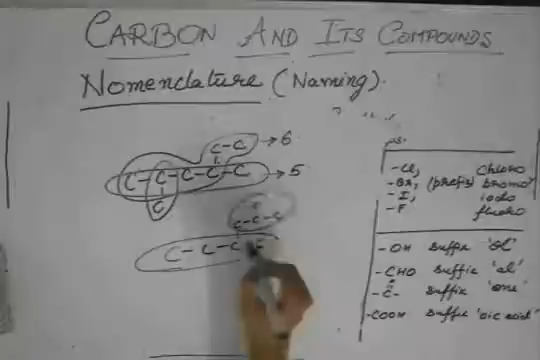 CARBON AND ITS COMPOUNDS
Nomenclature (Naming).
C-C → 6
C-C-C-C-C → 5
C
C-C-C
C-C-C-C
-Cl, Chloro
-Br, (prefix) bromo
-I, iodo
-F fluoro
-OH suffix 'ol'
-CHO suffix 'al'
-C- suffix 'one'
-COOH suffix 'oic acid'